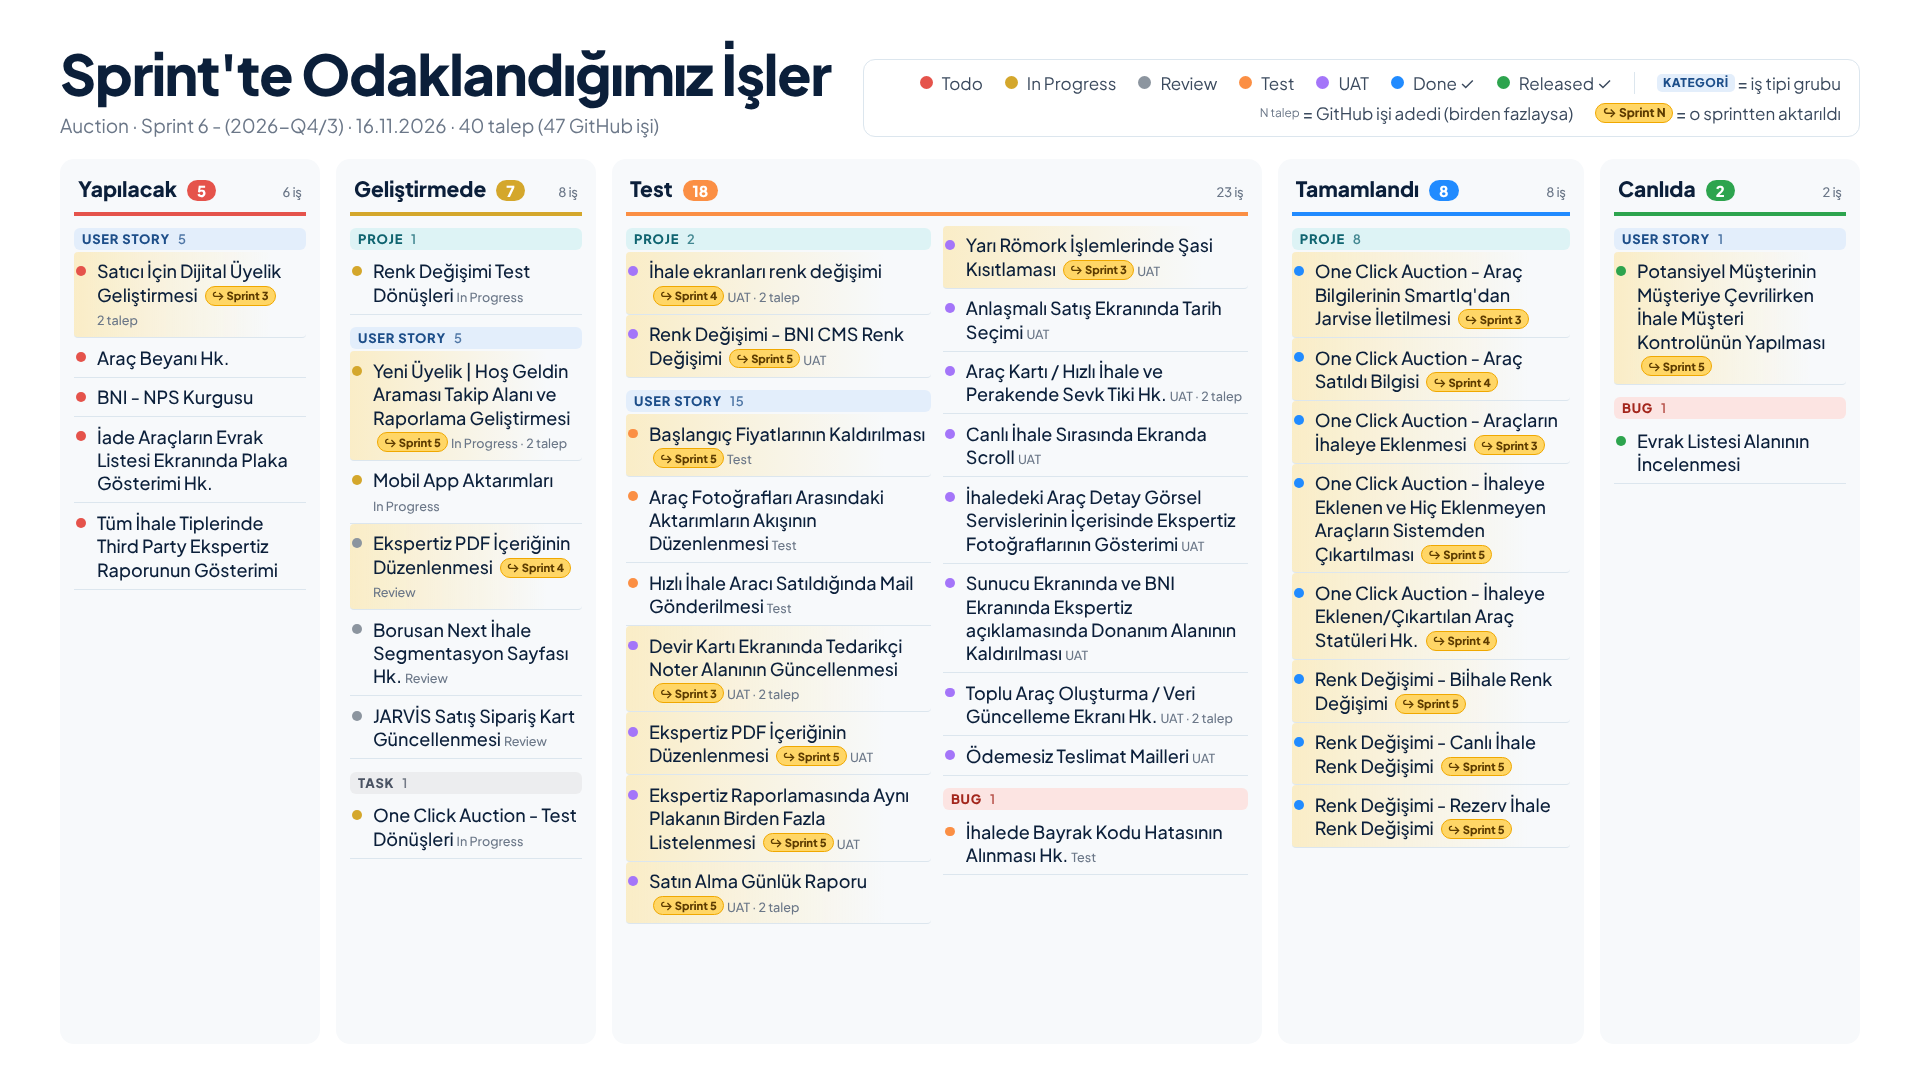 Sprint'te Odaklandığımız İşler
Auction · Sprint 6 - (2026-Q4/3) · 16.11.2026 · 40 talep (47 GitHub işi)
Todo In Progress Review Test UAT Done ✓ Released ✓ KATEGORİ = iş tipi grubu
N talep = GitHub işi adedi (birden fazlaysa) ↪ Sprint N = o sprintten aktarıldı
Yapılacak 5 6 iş
USER STORY 5
Satıcı İçin Dijital Üyelik
Geliştirmesi ↪ Sprint 3
2 talep
Araç Beyanı Hk.
BNI - NPS Kurgusu
İade Araçların Evrak
Listesi Ekranında Plaka
Gösterimi Hk.
Tüm İhale Tiplerinde
Third Party Ekspertiz
Raporunun Gösterimi
Geliştirmede 7 8 iş
PROJE 1
Renk Değişimi Test
Dönüşleri In Progress
USER STORY 5
Yeni Üyelik | Hoş Geldin
Araması Takip Alanı ve
Raporlama Geliştirmesi
↪ Sprint 5 In Progress · 2 talep
Mobil App Aktarımları
In Progress
Ekspertiz PDF İçeriğinin
Düzenlenmesi ↪ Sprint 4
Review
Borusan Next İhale
Segmentasyon Sayfası
Hk. Review
JARVİS Satış Sipariş Kart
Güncellenmesi Review
TASK 1
One Click Auction - Test
Dönüşleri In Progress
Test 18 23 iş
PROJE 2
İhale ekranları renk değişimi
↪ Sprint 4 UAT · 2 talep
Renk Değişimi - BNI CMS Renk
Değişimi ↪ Sprint 5 UAT
USER STORY 15
Başlangıç Fiyatlarının Kaldırılması
↪ Sprint 5 Test
Araç Fotoğrafları Arasındaki
Aktarımların Akışının
Düzenlenmesi Test
Hızlı İhale Aracı Satıldığında Mail
Gönderilmesi Test
Devir Kartı Ekranında Tedarikçi
Noter Alanının Güncellenmesi
↪ Sprint 3 UAT · 2 talep
Ekspertiz PDF İçeriğinin
Düzenlenmesi ↪ Sprint 5 UAT
Ekspertiz Raporlamasında Aynı
Plakanın Birden Fazla
Listelenmesi ↪ Sprint 5 UAT
Satın Alma Günlük Raporu
↪ Sprint 5 UAT · 2 talep
Yarı Römork İşlemlerinde Şasi
Kısıtlaması ↪ Sprint 3 UAT
Anlaşmalı Satış Ekranında Tarih
Seçimi UAT
Araç Kartı / Hızlı İhale ve
Perakende Sevk Tiki Hk. UAT · 2 talep
Canlı İhale Sırasında Ekranda
Scroll UAT
İhaledeki Araç Detay Görsel
Servislerinin İçerisinde Ekspertiz
Fotoğraflarının Gösterimi UAT
Sunucu Ekranında ve BNI
Ekranında Ekspertiz
açıklamasında Donanım Alanının
Kaldırılması UAT
Toplu Araç Oluşturma / Veri
Güncelleme Ekranı Hk. UAT · 2 talep
Ödemesiz Teslimat Mailleri UAT
BUG 1
İhalede Bayrak Kodu Hatasının
Alınması Hk. Test
Tamamlandı 8 8 iş
PROJE 8
One Click Auction - Araç
Bilgilerinin SmartIq'dan
Jarvise İletilmesi ↪ Sprint 3
One Click Auction - Araç
Satıldı Bilgisi ↪ Sprint 4
One Click Auction - Araçların
İhaleye Eklenmesi ↪ Sprint 3
One Click Auction - İhaleye
Eklenen ve Hiç Eklenmeyen
Araçların Sistemden
Çıkartılması ↪ Sprint 5
One Click Auction - İhaleye
Eklenen/Çıkartılan Araç
Statüleri Hk. ↪ Sprint 4
Renk Değişimi - Biİhale Renk
Değişimi ↪ Sprint 5
Renk Değişimi - Canlı İhale
Renk Değişimi ↪ Sprint 5
Renk Değişimi - Rezerv İhale
Renk Değişimi ↪ Sprint 5
Canlıda 2 2 iş
USER STORY 1
Potansiyel Müşterinin
Müşteriye Çevrilirken
İhale Müşteri
Kontrolünün Yapılması
↪ Sprint 5
BUG 1
Evrak Listesi Alanının
İncelenmesi